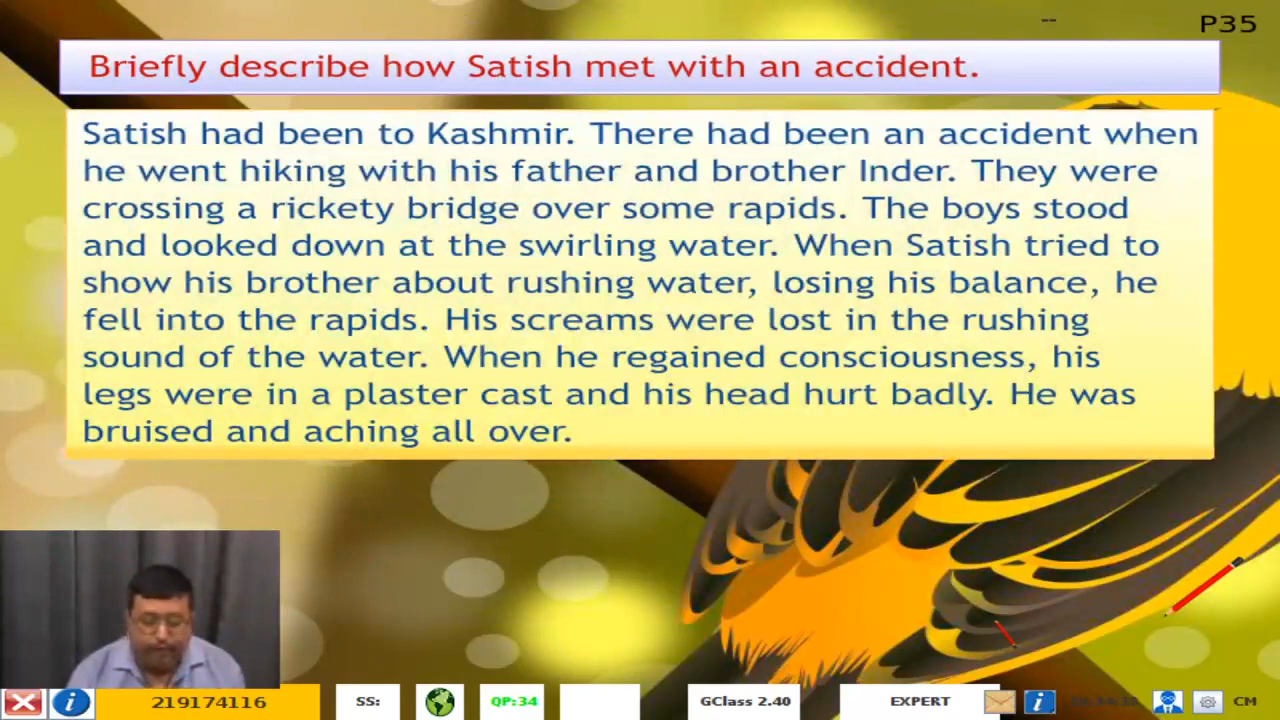 --
P35
Briefly describe how Satish met with an accident.
Satish had been to Kashmir. There had been an accident when
he went hiking with his father and brother Inder. They were
crossing a rickety bridge over some rapids. The boys stood
and looked down at the swirling water. When Satish tried to
show his brother about rushing water, losing his balance, he
fell into the rapids. His screams were lost in the rushing
sound of the water. When he regained consciousness, his
legs were in a plaster cast and his head hurt badly. He was
bruised and aching all over.
219174116
SS:
QP:34
GClass 2.40
EXPERT
CM